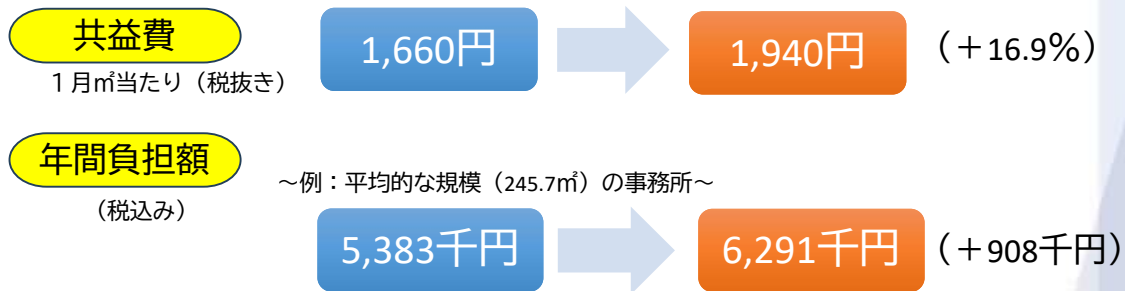 共益費
1,660円
1,940円
(＋16.9％)
１月㎡当たり（税抜き）
年間負担額
～例：平均的な規模（245.7㎡）の事務所～
（税込み）
5,383千円
6,291千円
(＋908千円)